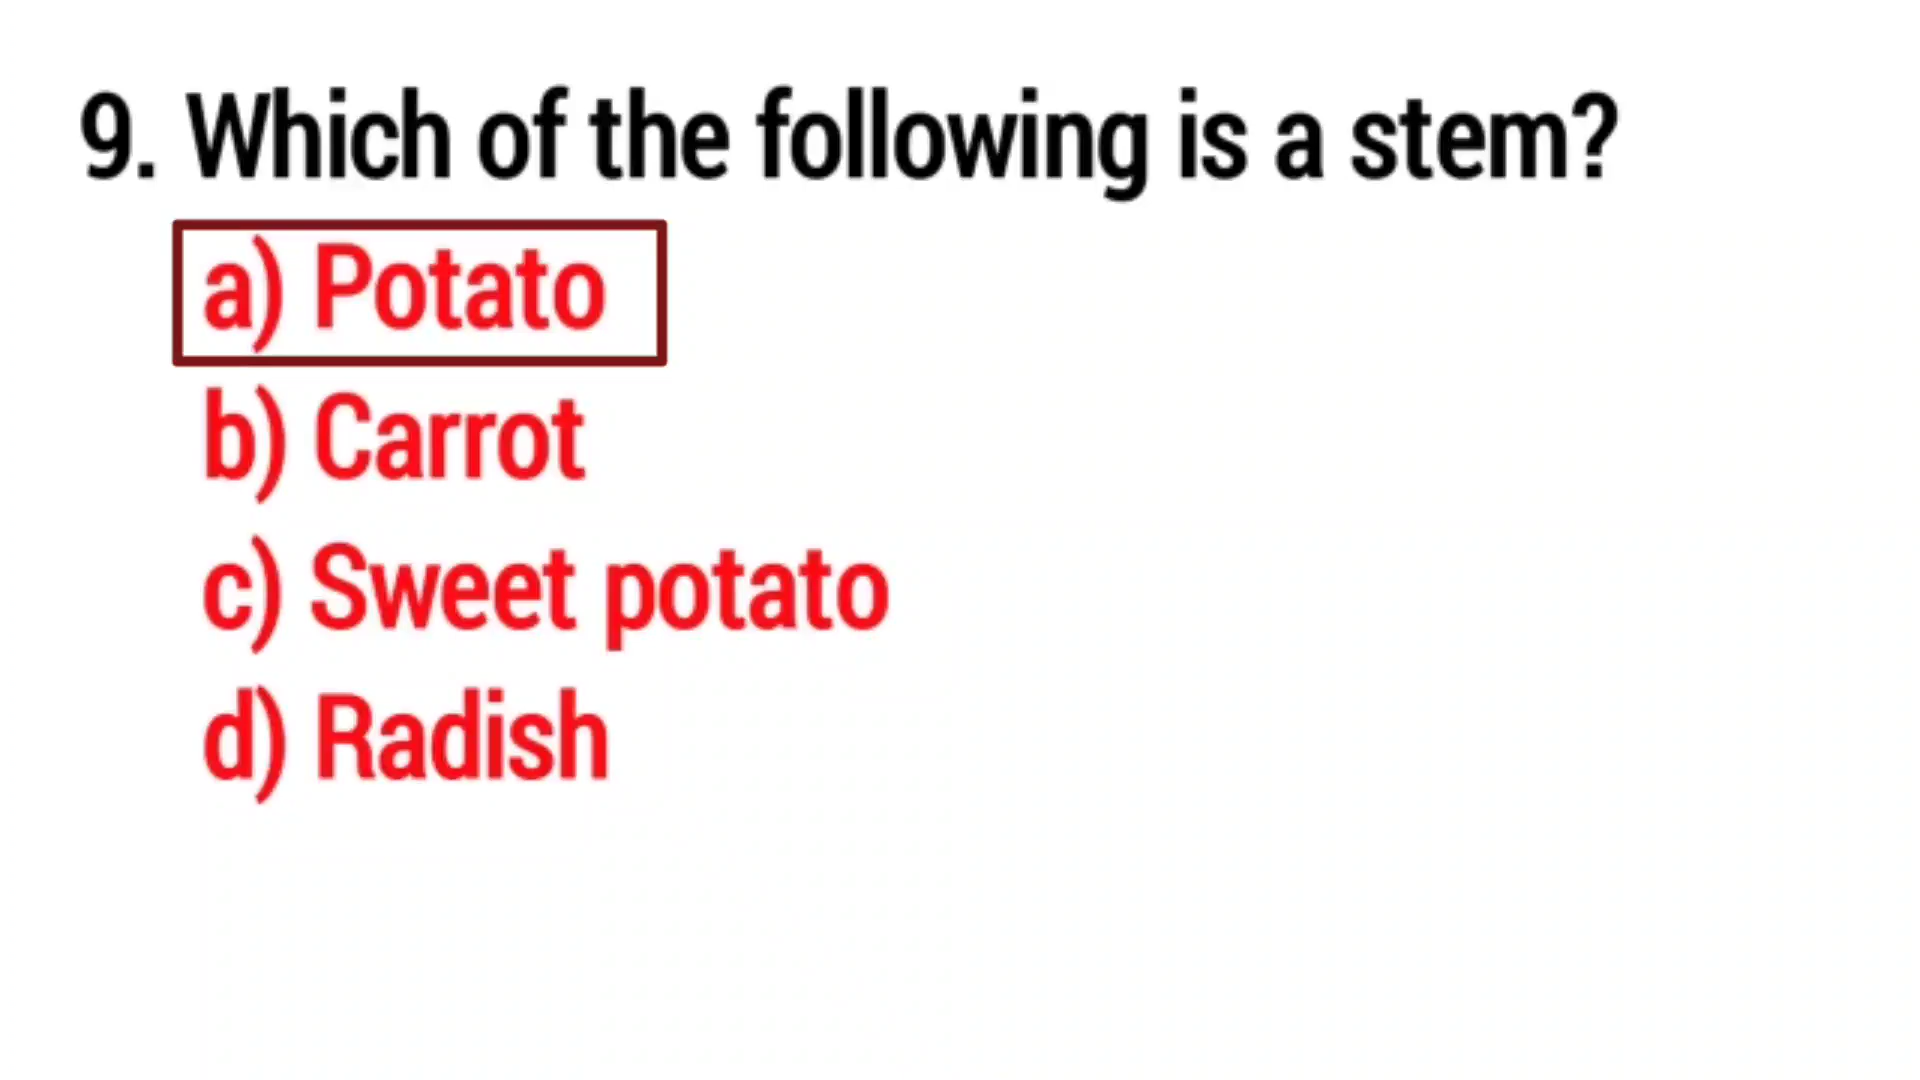 9. Which of the following is a stem?
a) Potato
b) Carrot
c) Sweet potato
d) Radish